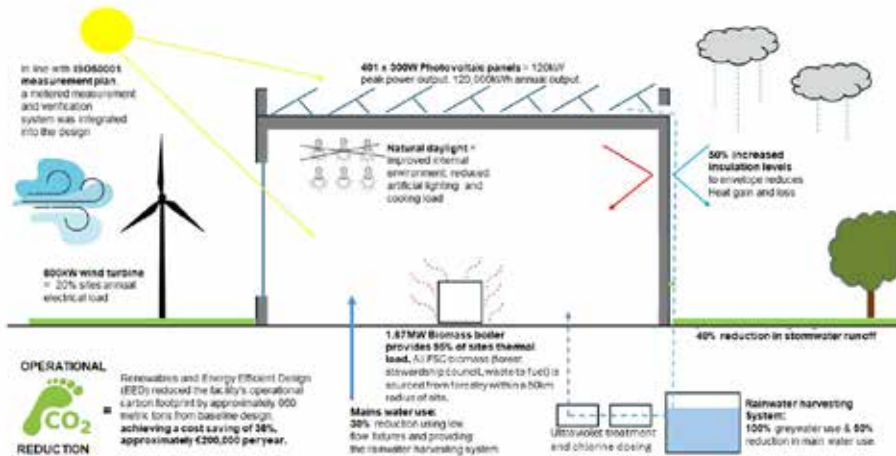 In line with ISO50001
measurement plan,
a metered measurement
and verification
system was integrated
into the design
401 x 300W Photovoltaic panels = 120kW
peak power output. 120,000kWh annual output.
Natural daylight =
improved internal
environment, reduced
artificial lighting and
cooling load
50% increased
insulation levels
to envelope reduces
Heat gain and loss
wind turbine
= 20% sites annual
electrical load
1.67MW Biomass boiler
provides 95% of sites thermal
load. All FSC biomass (forest
stewardship council, waste to fuel) is
sourced from forestry within a 50km
radius of site.
40% reduction in stormwater runoff
OPERATIONAL
CO2
REDUCTION
=
Renewables and Energy Efficient Design
(EED) reduced the facility's operational
carbon footprint by approximately
metric tons from baseline design,
achieving a cost saving of
approximately €200,000 per year.
Mains water use:
reduction using low
flow fixtures and providing
the rainwater harvesting system
Ultraviolet treatment
and chlorine dosing
Rainwater harvesting
System:
100% greywater use & 50%
reduction in main water use.